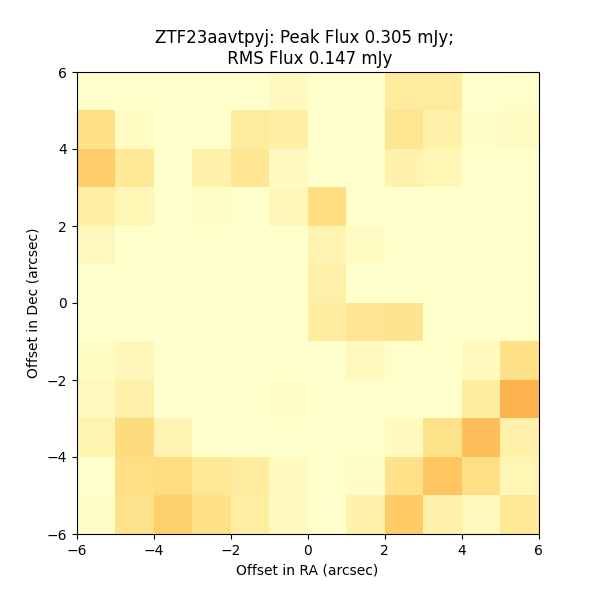 ZTF23aavtpyj: Peak Flux 0.305 mJy;
RMS Flux 0.147 mJy
6
4
2
0
−2
−4
−6
Offset in Dec (arcsec)
−6 −4 −2 0 2 4 6
Offset in RA (arcsec)